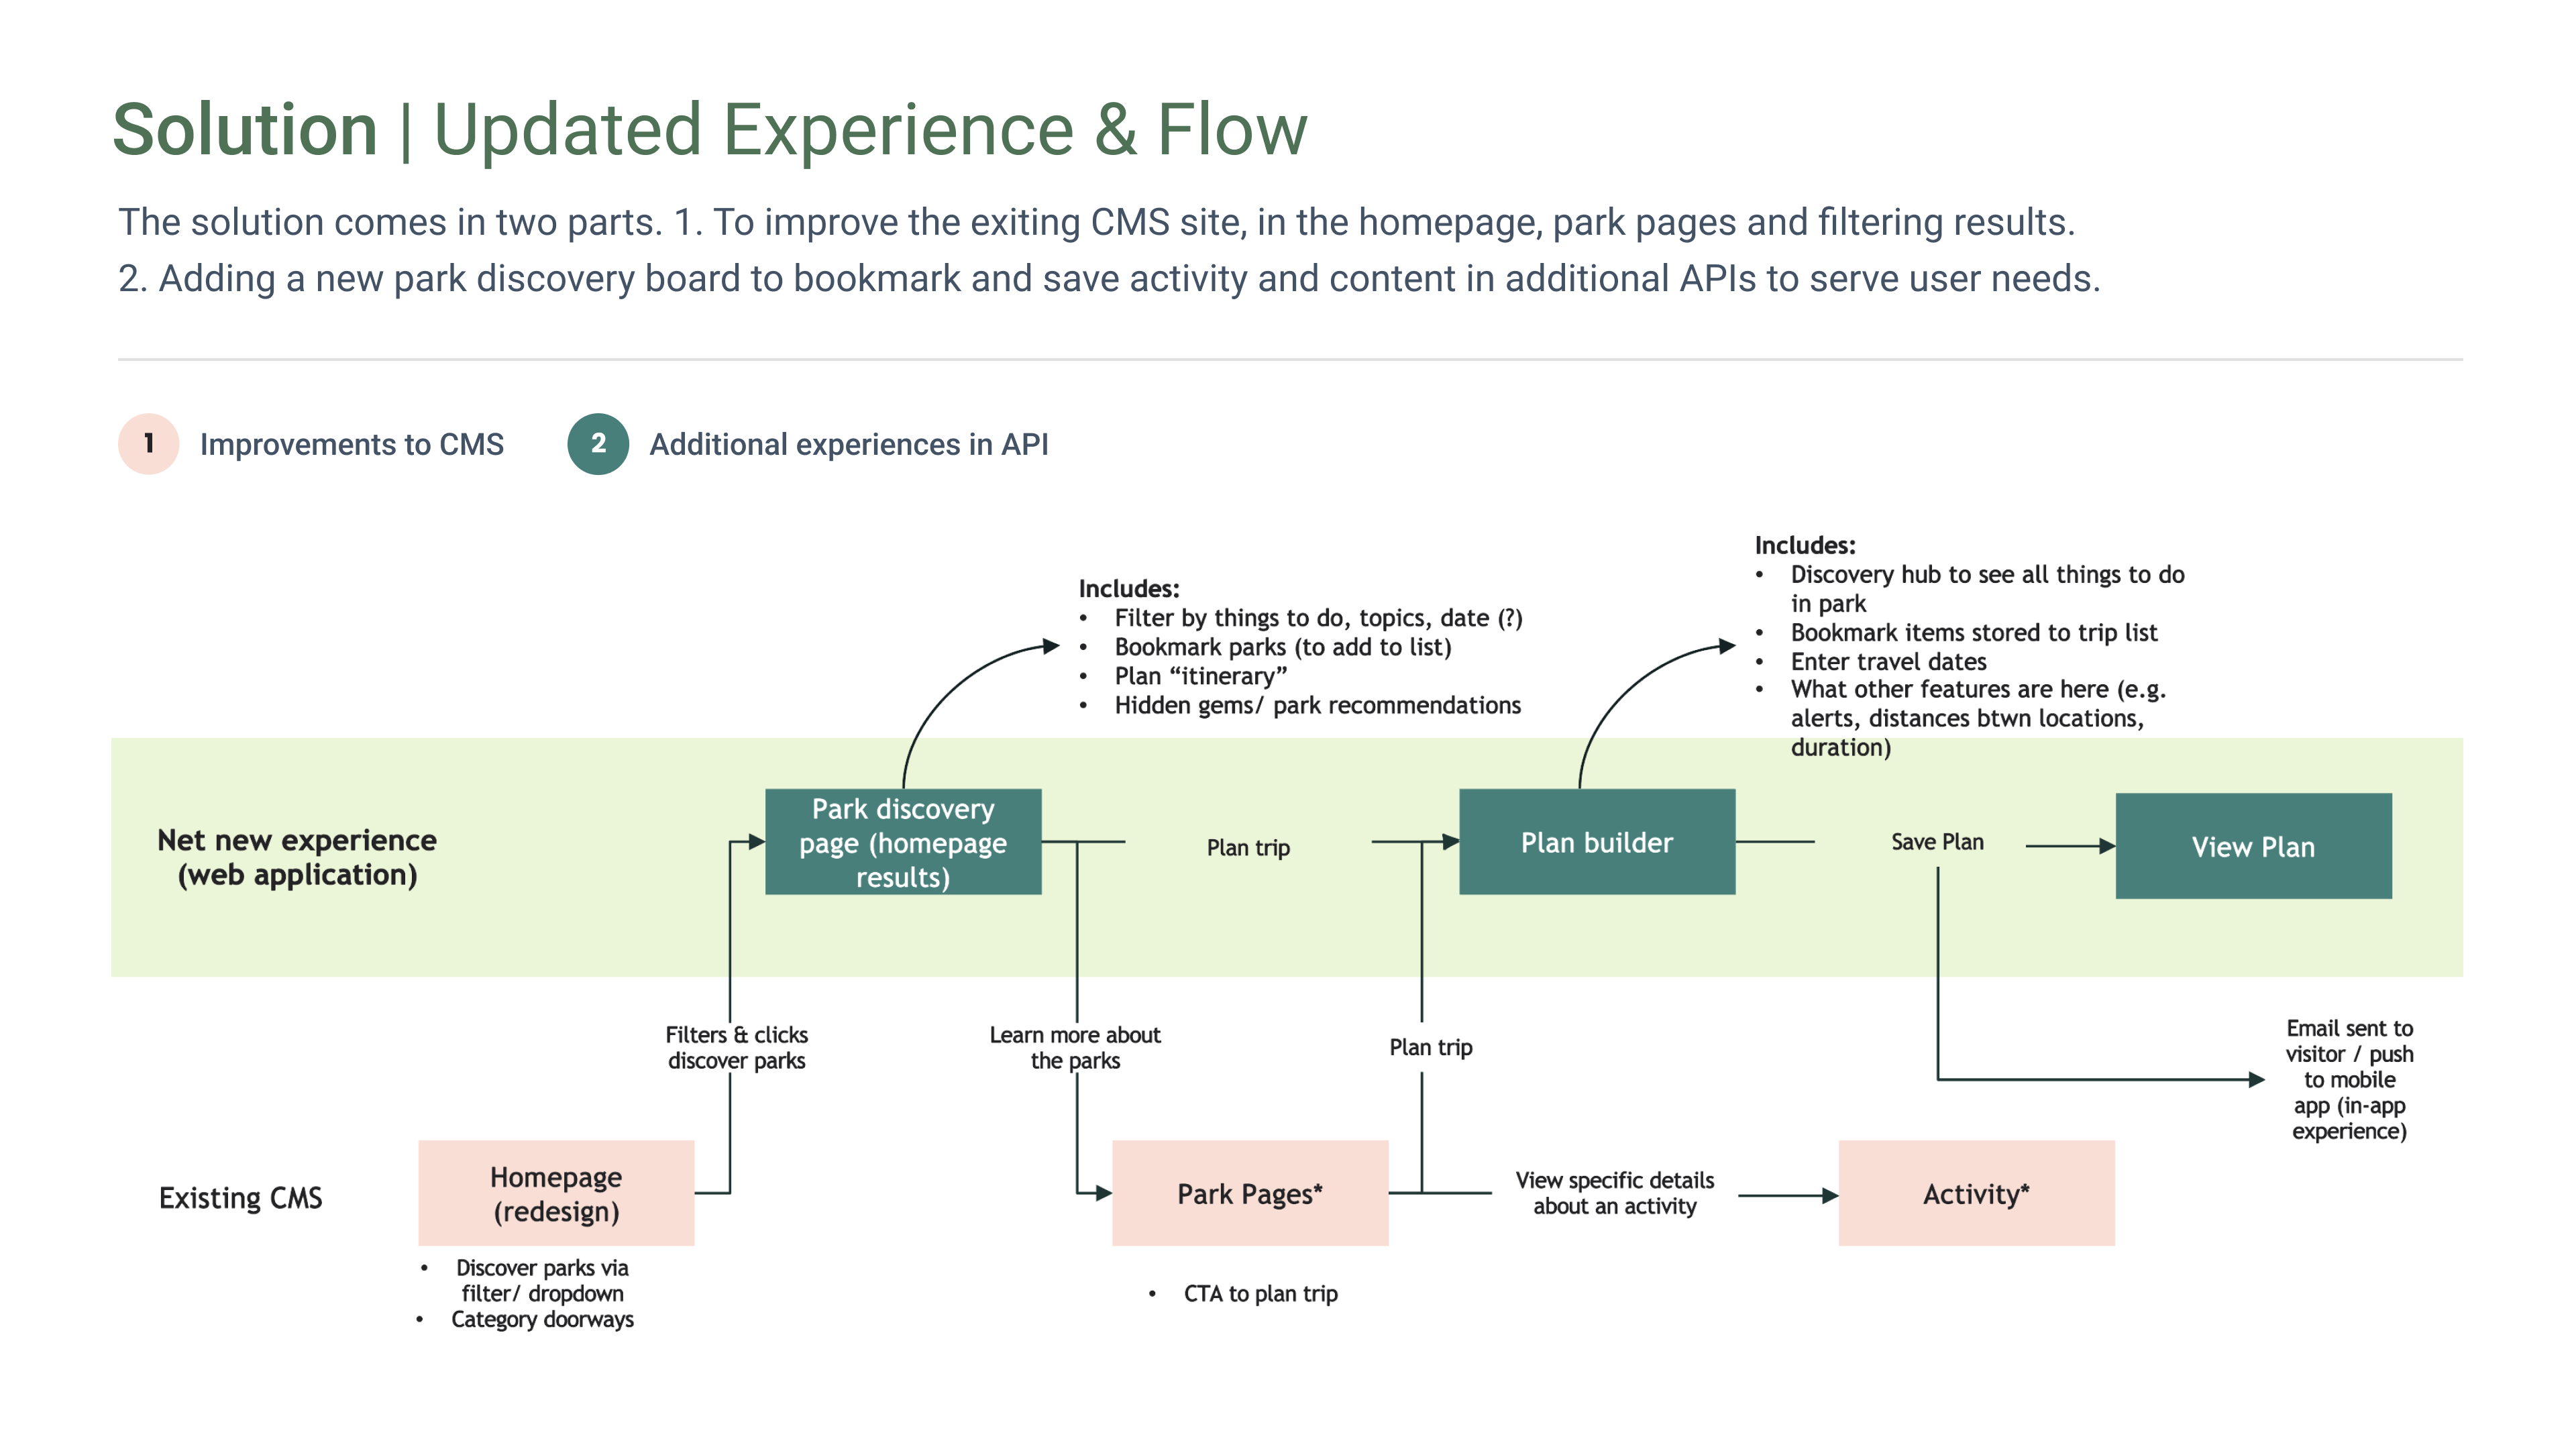 Solution | Updated Experience & Flow
The solution comes in two parts. 1. To improve the exiting CMS site, in the homepage, park pages and filtering results.
2. Adding a new park discovery board to bookmark and save activity and content in additional APIs to serve user needs.
1 Improvements to CMS
2 Additional experiences in API
Includes:
• Filter by things to do, topics, date (?)
• Bookmark parks (to add to list)
• Plan “itinerary”
• Hidden gems/ park recommendations
Includes:
• Discovery hub to see all things to do
in park
• Bookmark items stored to trip list
• Enter travel dates
• What other features are here (e.g.
alerts, distances btwn locations,
duration)
Net new experience
(web application)
Park discovery
page (homepage
results)
Plan trip
Plan builder
Save Plan
View Plan
Filters & clicks
discover parks
Learn more about
the parks
Plan trip
Email sent to
visitor / push
to mobile
app (in-app
experience)
Existing CMS
Homepage
(redesign)
• Discover parks via
filter/ dropdown
• Category doorways
Park Pages*
• CTA to plan trip
View specific details
about an activity
Activity*